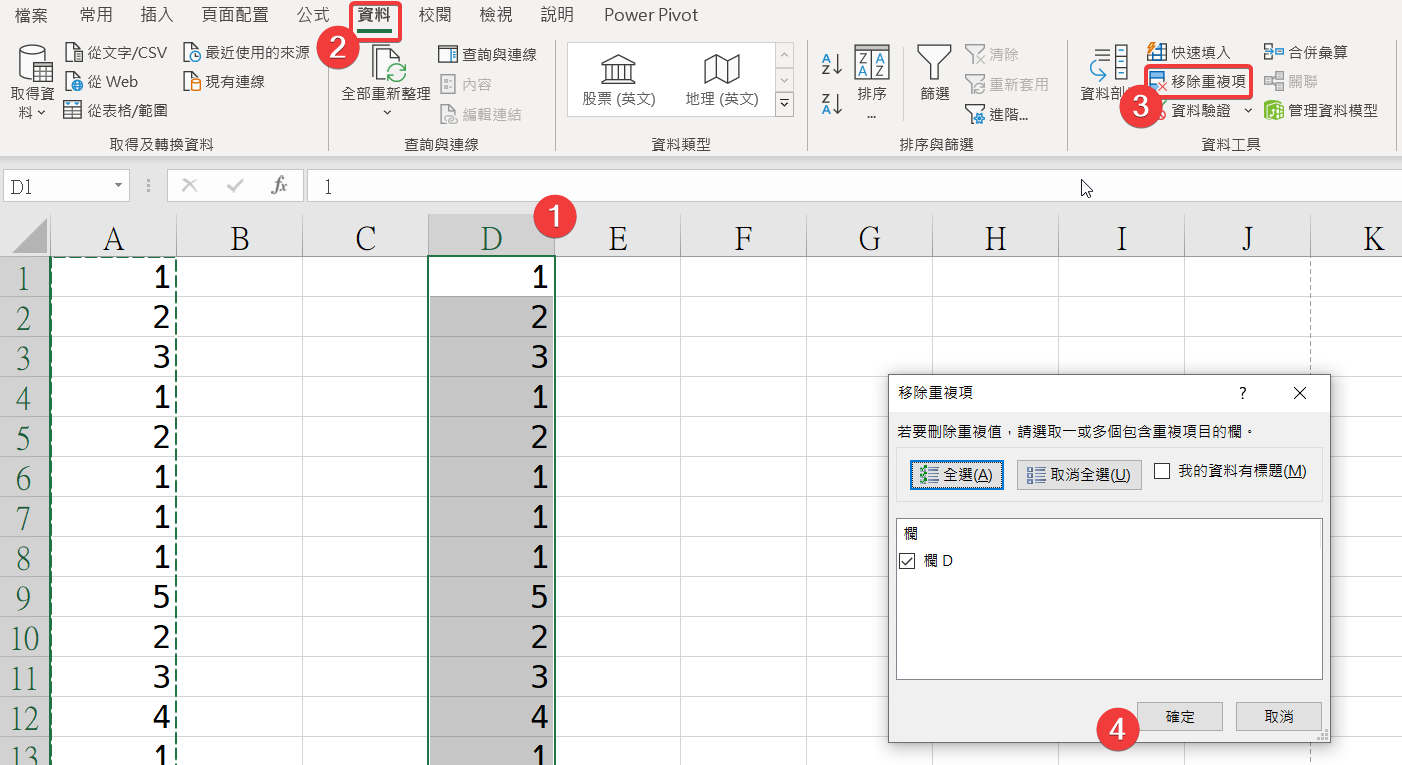 檔案 常用 插入 頁面配置 公式 資料 校閱 檢視 說明 Power Pivot
2
取得資料
從文字/CSV
從 Web
從表格/範圍
最近使用的來源
現有連線
取得及轉換資料
全部重新整理
查詢與連線
內容
編輯連結
查詢與連線
股票 (英文)
地理 (英文)
資料類型
排序
...
篩選
清除
重新套用
進階...
排序與篩選
快速填入
移除重複項
3
資料驗證
合併彙算
關聯
管理資料模型
資料工具
D1 fx 1
1
A B C D E F G H I J K
1 1 1
2 2 2
3 3 3
4 1 1
5 2 2
6 1 1
7 1 1
8 1 1
9 5 5
10 2 2
11 3 3
12 4 4
13 1 1
移除重複項 ?
若要刪除重複值，請選取一或多個包含重複項目的欄。
全選(A) 取消全選(U) 我的資料有標題(M)
欄
欄 D
4
確定 取消